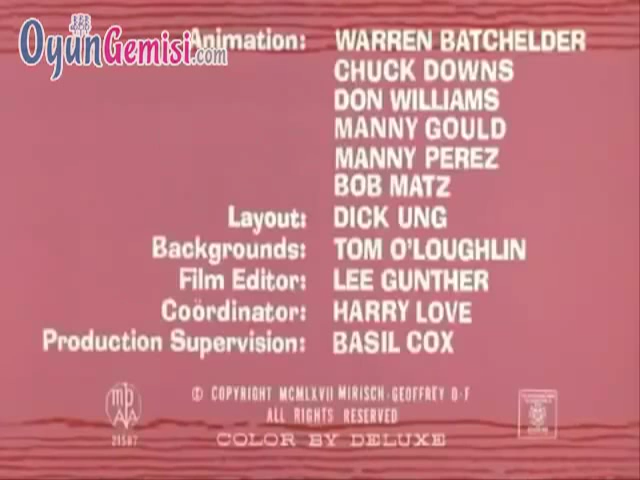 OyunGemisi.com
Animation: WARREN BATCHELDER
CHUCK DOWNS
DON WILLIAMS
MANNY GOULD
MANNY PEREZ
BOB MATZ
Layout: DICK UNG
Backgrounds: TOM O'LOUGHLIN
Film Editor: LEE GUNTHER
Coördinator: HARRY LOVE
Production Supervision: BASIL COX
© COPYRIGHT MCMLXVII MIRISCH-GEOFFREY D-F
ALL RIGHTS RESERVED
COLOR BY DELUXE
MPAA
21587